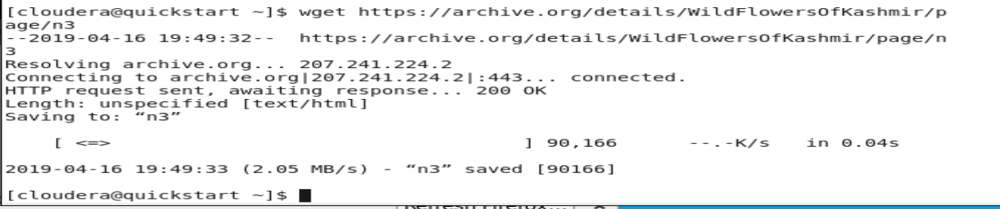 [cloudera@quickstart ~]$ wget https://archive.org/details/WildFlowersOfKashmir/p
age/n3
--2019-04-16 19:49:32--  https://archive.org/details/WildFlowersOfKashmir/page/n
3
Resolving archive.org... 207.241.224.2
Connecting to archive.org|207.241.224.2|:443... connected.
HTTP request sent, awaiting response... 200 OK
Length: unspecified [text/html]
Saving to: “n3”
[ <=> ] 90,166 --.-K/s in 0.04s
2019-04-16 19:49:33 (2.05 MB/s) - “n3” saved [90166]
[cloudera@quickstart ~]$